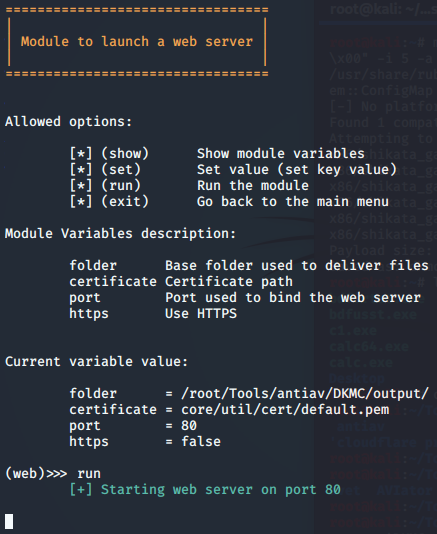 =================================
| Module to launch a web server |
=================================
Allowed options:
[*] (show) Show module variables
[*] (set) Set value (set key value)
[*] (run) Run the module
[*] (exit) Go back to the main menu
Module Variables description:
folder Base folder used to deliver files
certificate Certificate path
port Port used to bind the web server
https Use HTTPS
Current variable value:
folder = /root/Tools/antiav/DKMC/output/
certificate = core/util/cert/default.pem
port = 80
https = false
(web)>>> run
[+] Starting web server on port 80